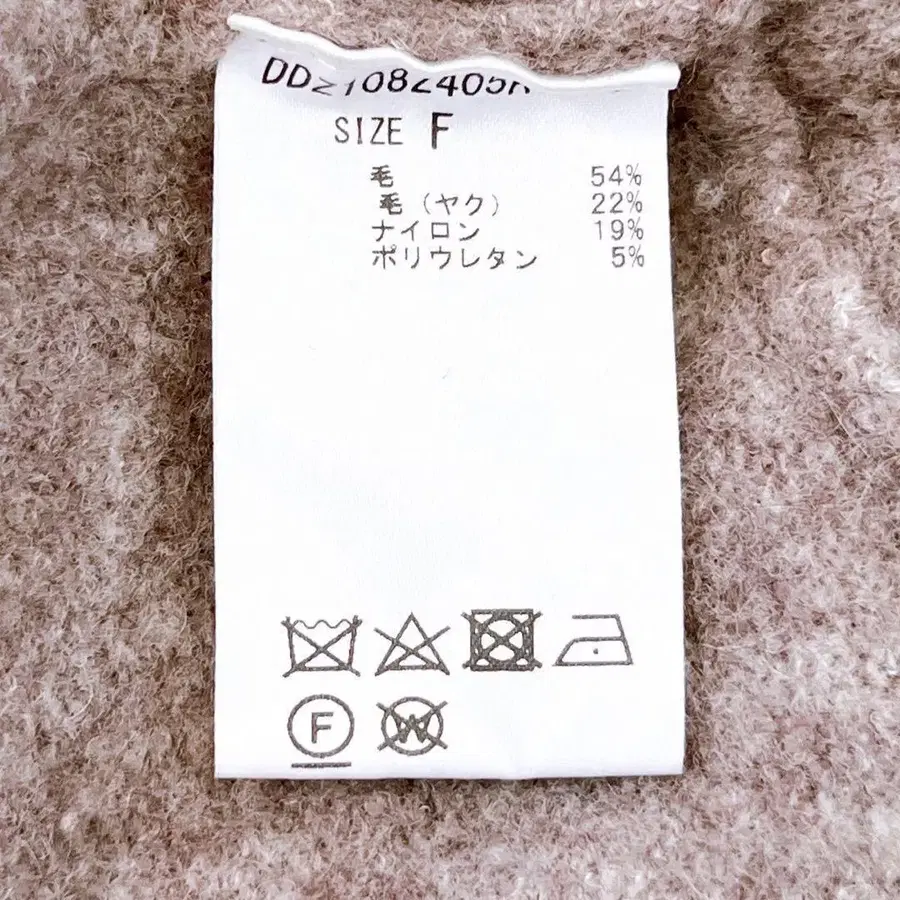 SIZE F
毛 54%
毛（ヤク） 22%
ナイロン 19%
ポリウレタン 5%
F
W